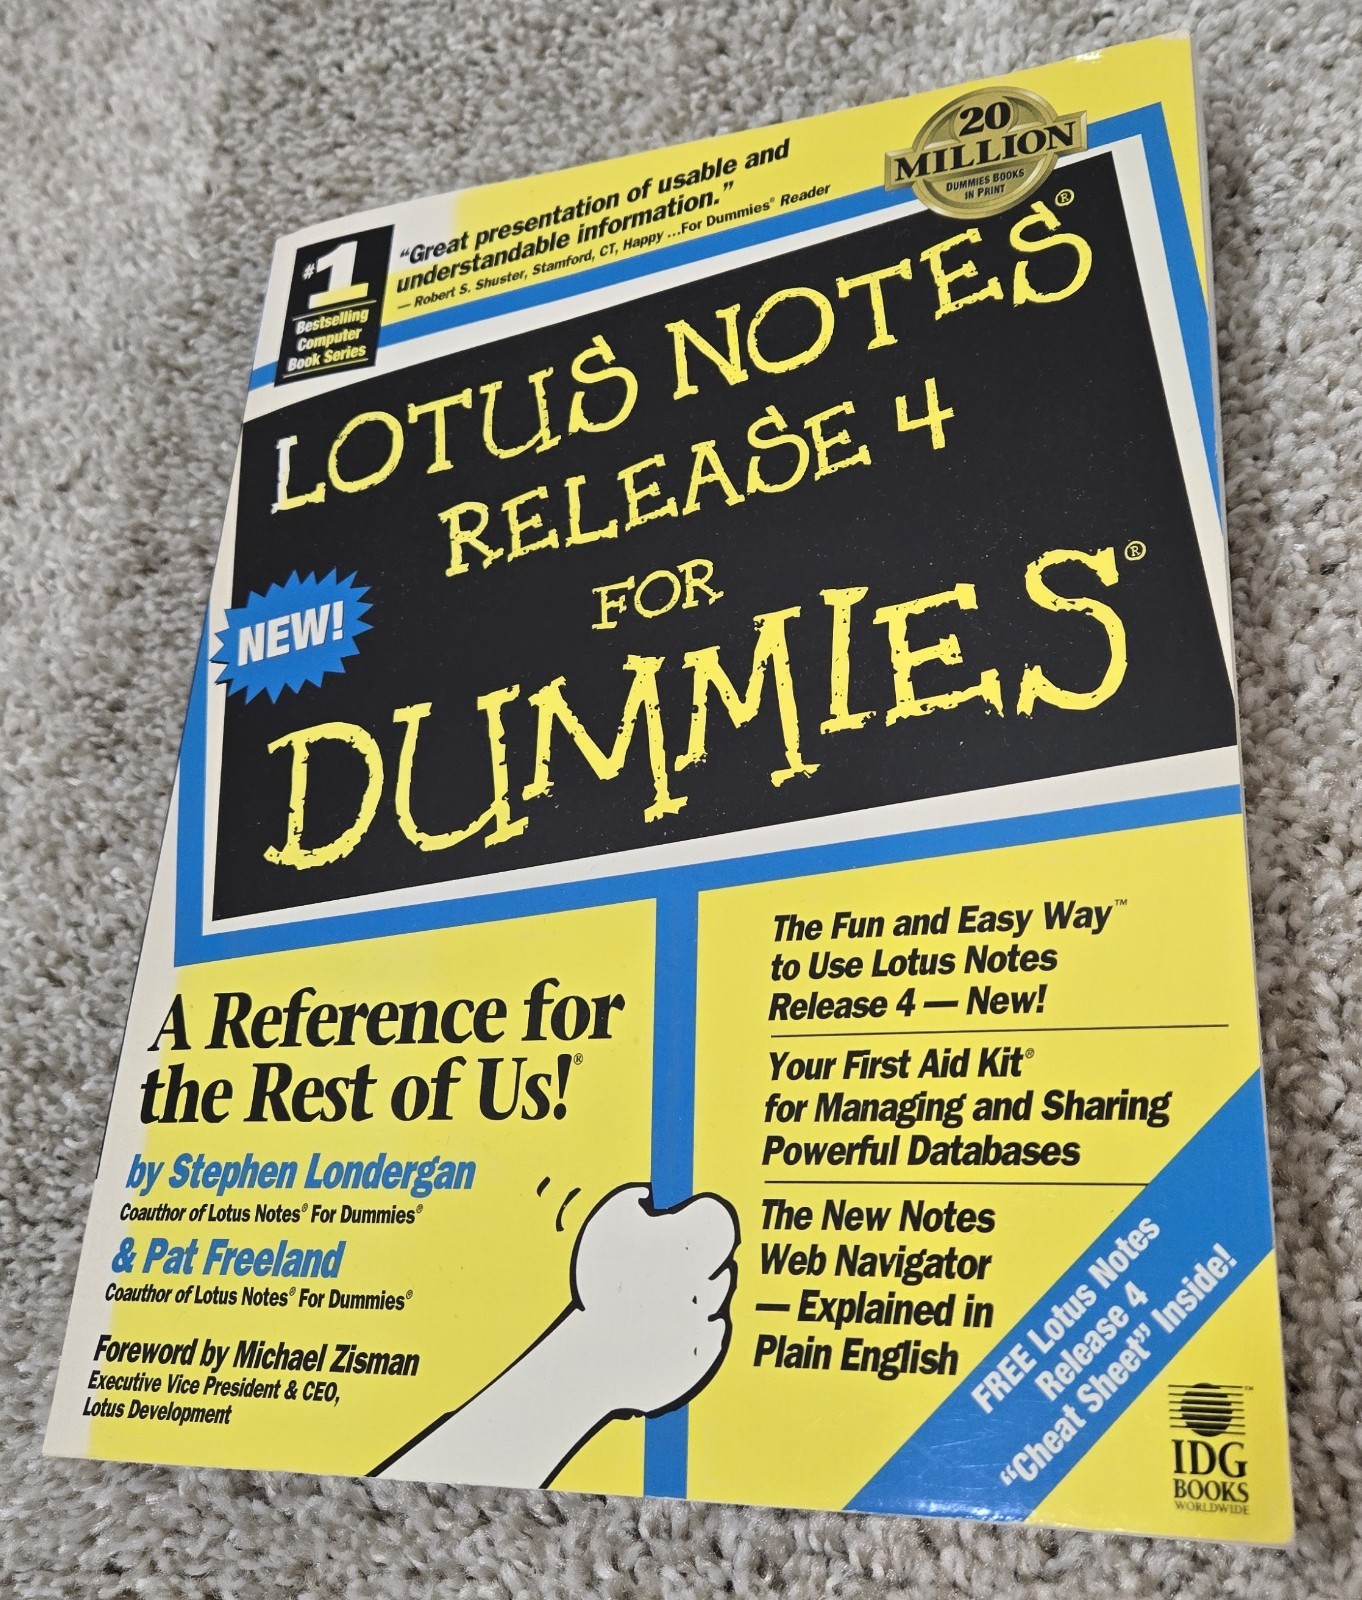 20
MILLION
DUMMIES BOOKS
IN PRINT
#1
Bestselling
Computer
Book Series
"Great presentation of usable and
understandable information."
— Robert S. Shuster, Stamford, CT, Happy ...For Dummies® Reader
LOTUS NOTES®
RELEASE 4
FOR
DUMMIES®
NEW!
A Reference for
the Rest of Us!®
by Stephen Londergan
Coauthor of Lotus Notes® For Dummies®
& Pat Freeland
Coauthor of Lotus Notes® For Dummies®
Foreword by Michael Zisman
Executive Vice President & CEO,
Lotus Development
The Fun and Easy Way™
to Use Lotus Notes
Release 4 — New!
Your First Aid Kit®
for Managing and Sharing
Powerful Databases
The New Notes
Web Navigator
— Explained in
Plain English
FREE Lotus Notes
Release 4
"Cheat Sheet" Inside!
™
IDG
BOOKS
WORLDWIDE